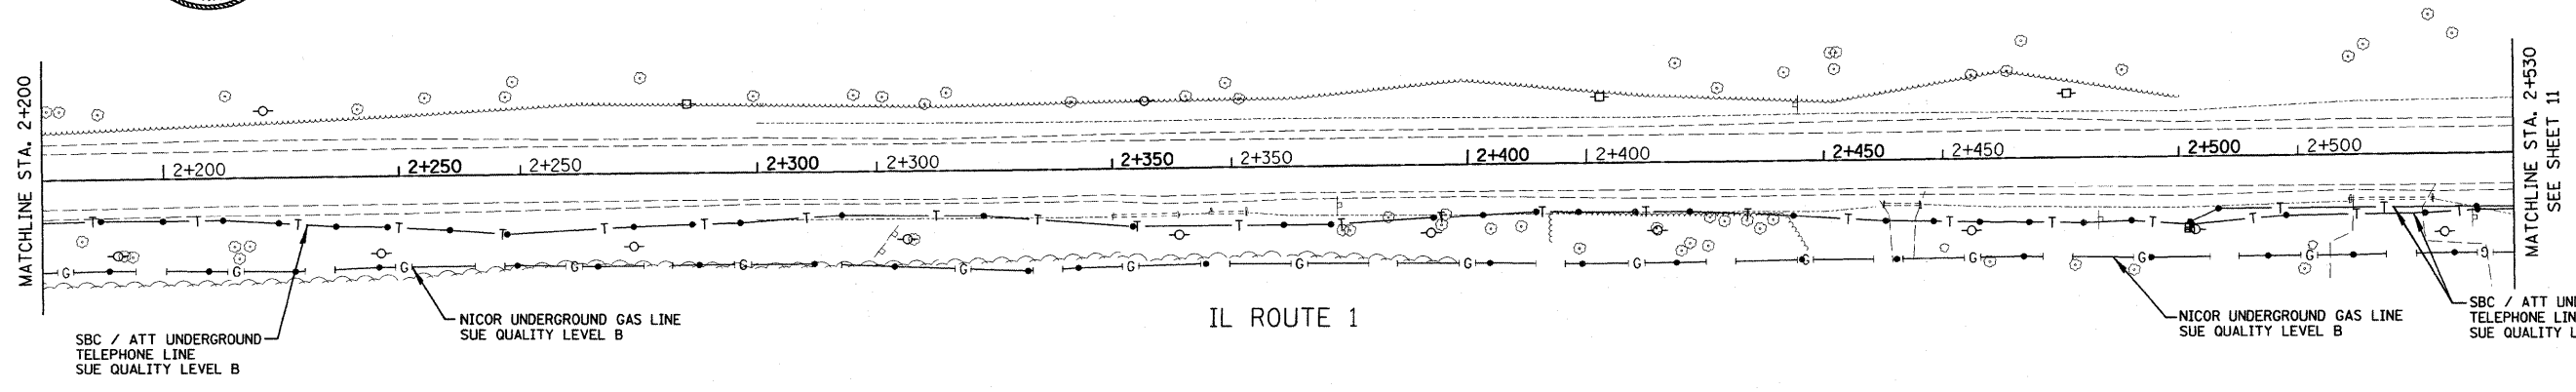 MATCHLINE STA. 2+200
2+200
2+250
2+250
2+300
2+300
2+350
2+350
2+400
2+400
2+450
2+450
2+500
2+500
MATCHLINE STA. 2+530
SEE SHEET 11
T T T T T T T T T T T T T T T T T T T T T T
G G G G G G G G G G G G G G G
SBC / ATT UNDERGROUND
TELEPHONE LINE
SUE QUALITY LEVEL B
NICOR UNDERGROUND GAS LINE
SUE QUALITY LEVEL B
IL ROUTE 1
NICOR UNDERGROUND GAS LINE
SUE QUALITY LEVEL B
SBC / ATT UN
TELEPHONE LIN
SUE QUALITY L